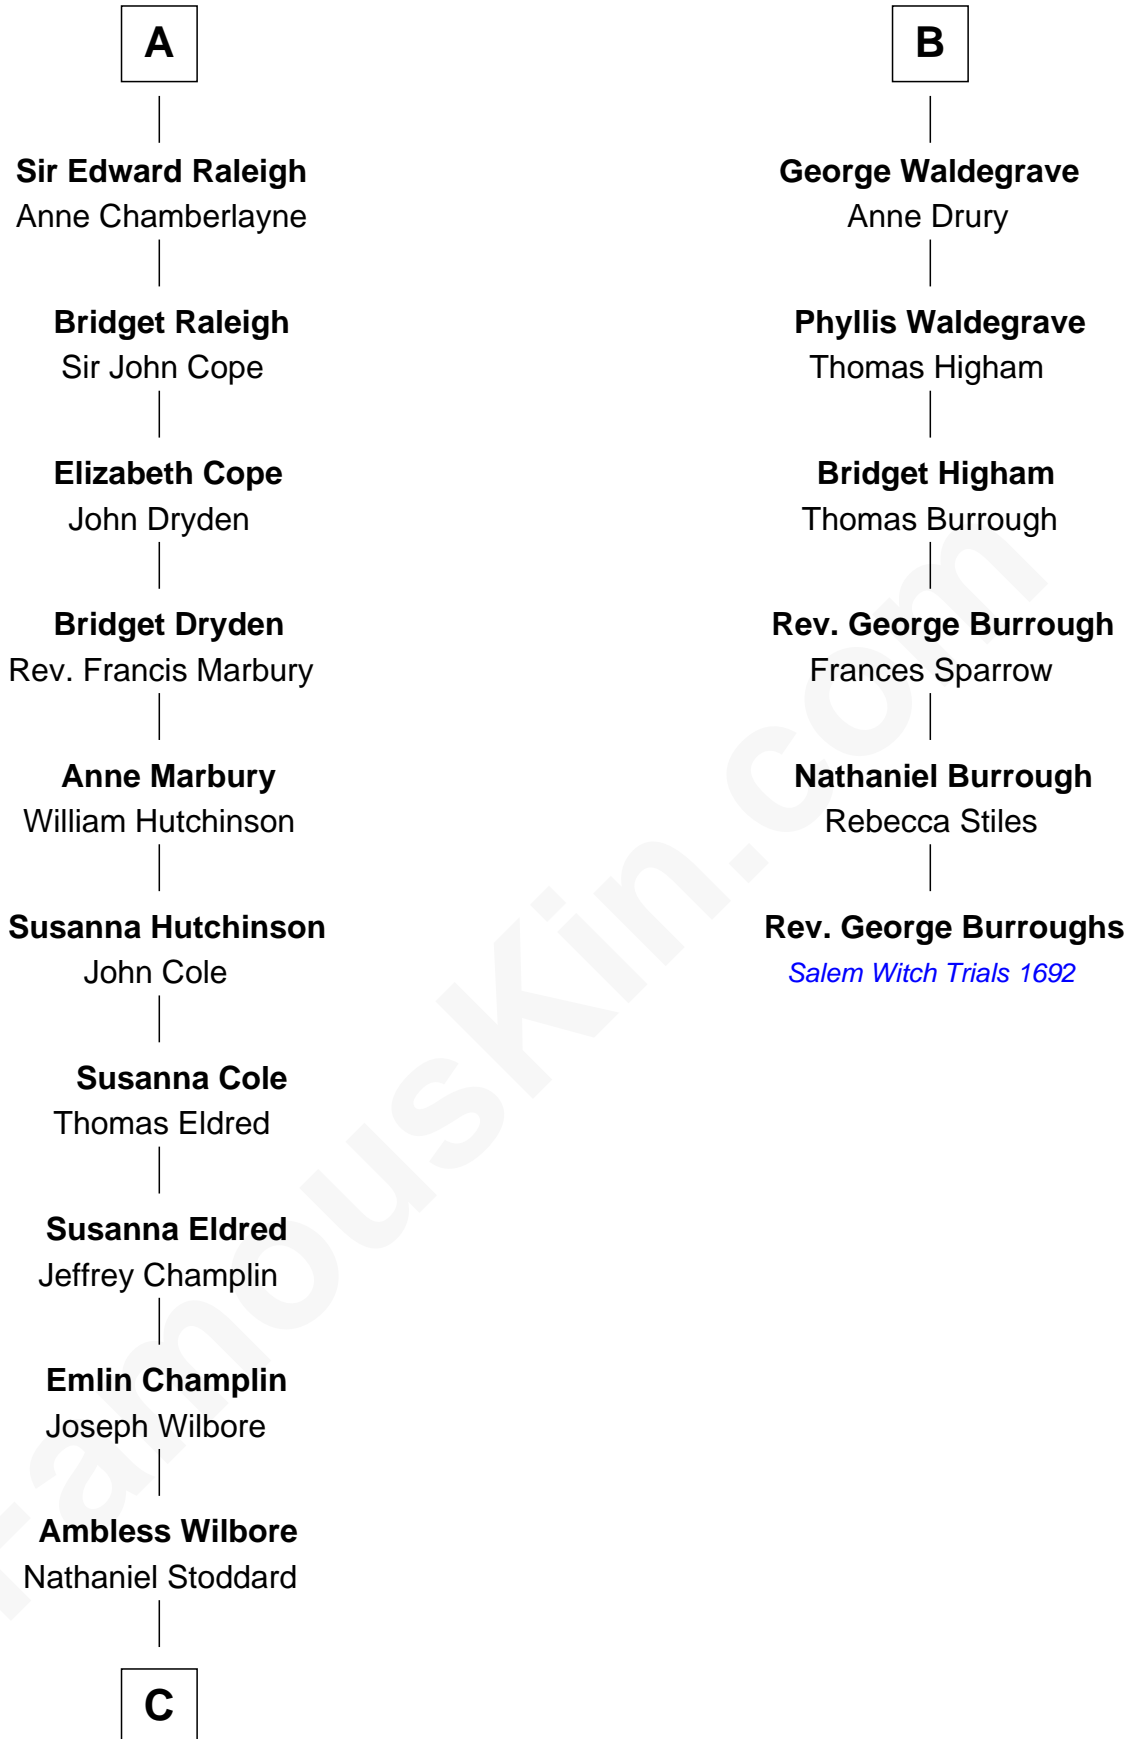 A
Sir Edward Raleigh
Anne Chamberlayne
Bridget Raleigh
Sir John Cope
Elizabeth Cope
John Dryden
Bridget Dryden
Rev. Francis Marbury
Anne Marbury
William Hutchinson
Susanna Hutchinson
John Cole
Susanna Cole
Thomas Eldred
Susanna Eldred
Jeffrey Champlin
Emlin Champlin
Joseph Wilbore
Ambless Wilbore
Nathaniel Stoddard
C
B
George Waldegrave
Anne Drury
Phyllis Waldegrave
Thomas Higham
Bridget Higham
Thomas Burrough
Rev. George Burrough
Frances Sparrow
Nathaniel Burrough
Rebecca Stiles
Rev. George Burroughs
Salem Witch Trials 1692
FamousKin.com